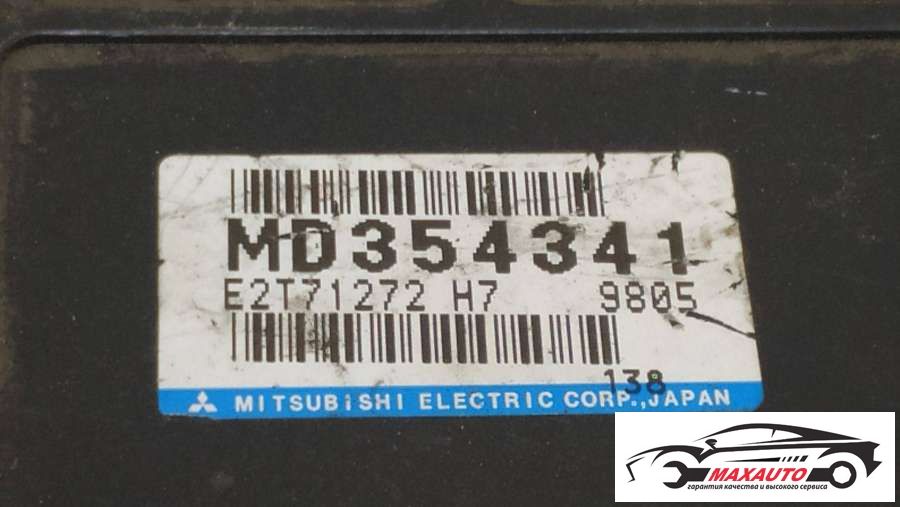 MD354341
E2T71272 H7 9805
138
MITSUBISHI ELECTRIC CORP.,JAPAN
MAXAUTO
гарантия качества и высокого сервиса